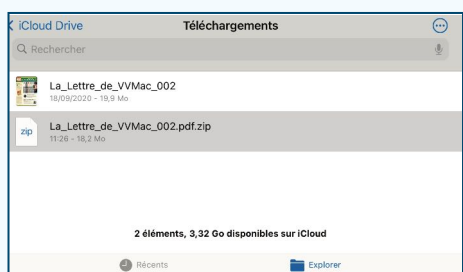 iCloud Drive
Téléchargements
Rechercher
La_Lettre_de_VVMac_002
18/09/2020 - 19,9 Mo
zip
La_Lettre_de_VVMac_002.pdf.zip
11:26 - 18,2 Mo
2 éléments, 3,32 Go disponibles sur iCloud
Récents
Explorer